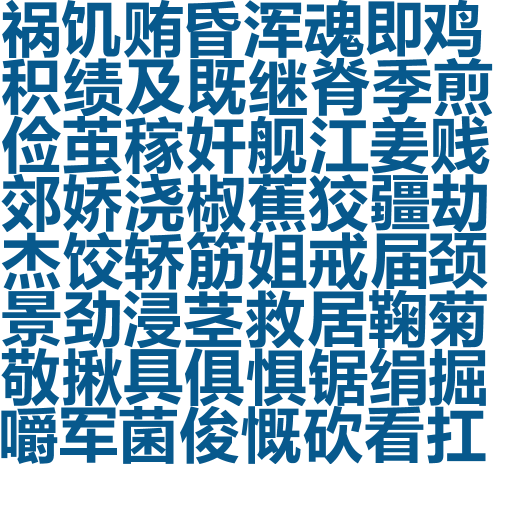 祸饥贿昏浑魂即鸡
积绩及既继脊季煎
俭茧稼奸舰江姜贱
郊娇浇椒蕉狡疆劫
杰饺轿筋姐戒届颈
景劲浸茎救居鞠菊
敬揪具俱惧锯绢掘
嚼军菌俊慨砍看扛